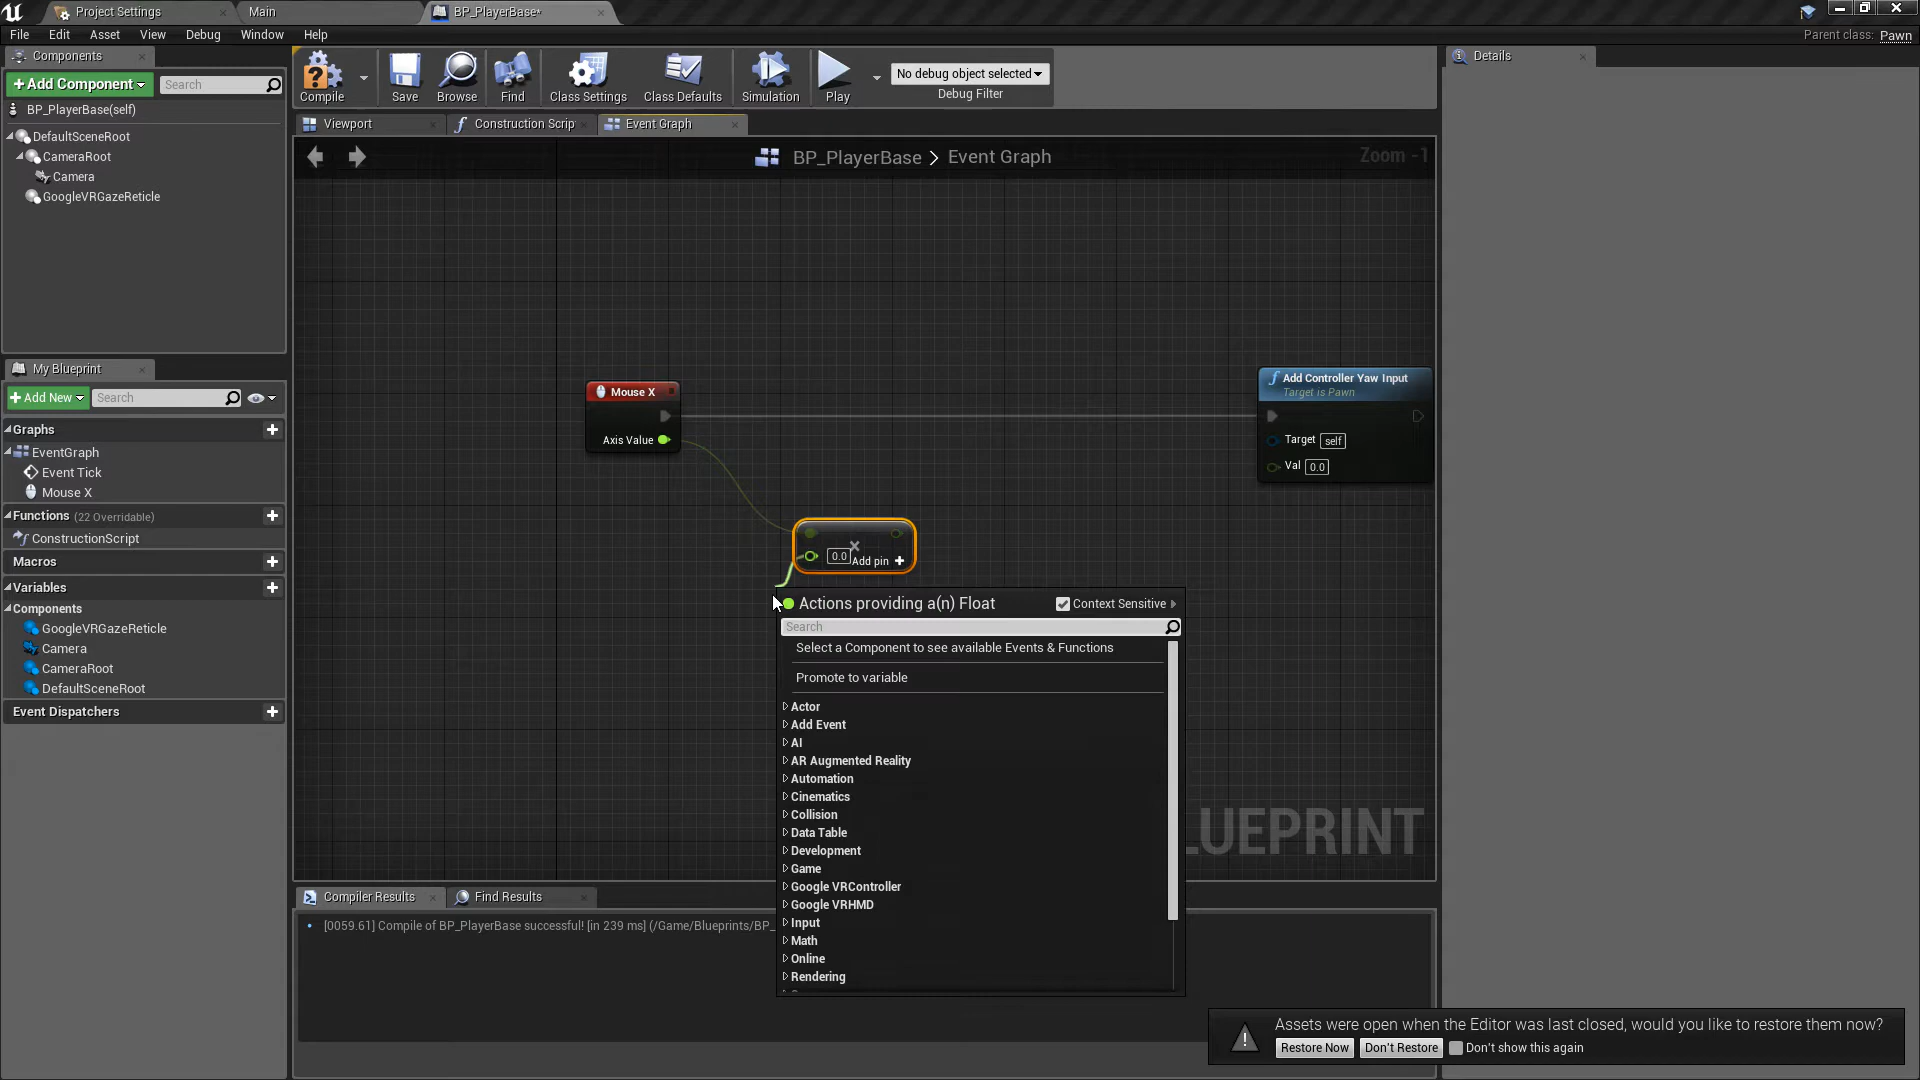 Project Settings
Main
BP_PlayerBase*
File Edit Asset View Debug Window Help
Parent class: Pawn
Components
+Add Component
Search
BP_PlayerBase(self)
DefaultSceneRoot
CameraRoot
Camera
GoogleVRGazeReticle
Compile
Save
Browse
Find
Class Settings
Class Defaults
Simulation
Play
No debug object selected
Debug Filter
Details
Viewport
Construction Scrip
Event Graph
BP_PlayerBase > Event Graph
Zoom -1
My Blueprint
+Add New
Search
Graphs
EventGraph
Event Tick
Mouse X
Functions (22 Overridable)
ConstructionScript
Macros
Variables
Components
GoogleVRGazeReticle
Camera
CameraRoot
DefaultSceneRoot
Event Dispatchers
Mouse X
Axis Value
0.0
Add pin
Add Controller Yaw Input
Target is Pawn
Target self
Val 0.0
Actions providing a(n) Float
Context Sensitive
Search
Select a Component to see available Events & Functions
Promote to variable
Actor
Add Event
AI
AR Augmented Reality
Automation
Cinematics
Collision
Data Table
Development
Game
Google VRController
Google VRHMD
Input
Math
Online
Rendering
LUEPRINT
Compiler Results
Find Results
[0059.61] Compile of BP_PlayerBase successful! [in 239 ms] (/Game/Blueprints/BP_
Assets were open when the Editor was last closed, would you like to restore them now?
Restore Now
Don't Restore
Don't show this again